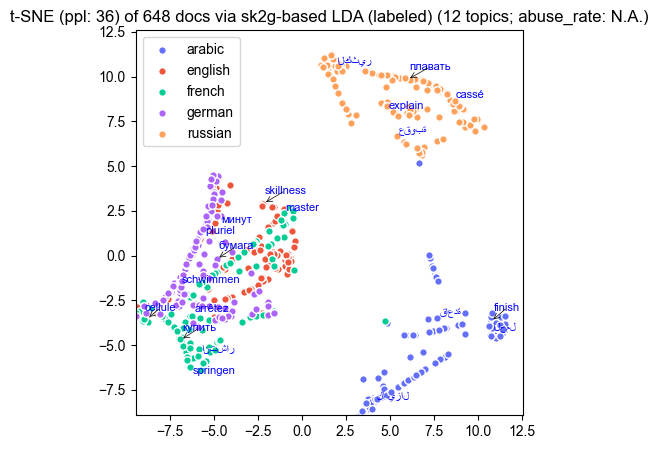 t-SNE (ppl: 36) of 648 docs via sk2g-based LDA (labeled) (12 topics; abuse_rate: N.A.)
arabic
english
french
german
russian
плавать
cassé
explain
skillness
master
минут
pluriel
бумага
schwimmen
cellule
arrêtez
купить
springen
finish
12.5
10.0
7.5
5.0
2.5
0.0
−2.5
−5.0
−7.5
−7.5 −5.0 −2.5 0.0 2.5 5.0 7.5 10.0 12.5